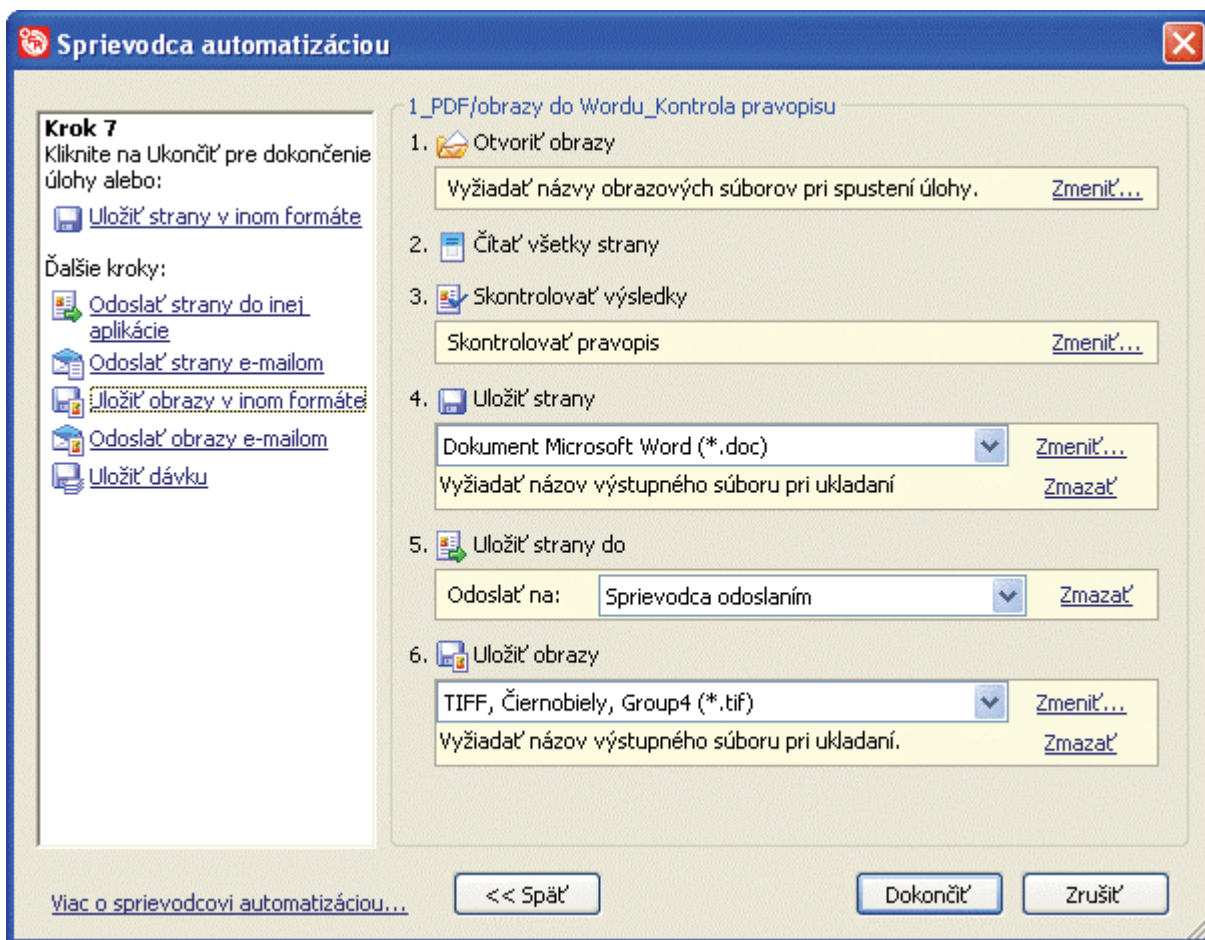 Sprievodca automatizáciou
Krok 7
Kliknite na Ukončiť pre dokončenie
úlohy alebo:
Uložiť strany v inom formáte
Ďalšie kroky:
Odoslať strany do inej
aplikácie
Odoslať strany e-mailom
Uložiť obrazy v inom formáte
Odoslať obrazy e-mailom
Uložiť dávku
1_PDF/obrazy do Wordu_Kontrola pravopisu
1. Otvoriť obrazy
Vyžiadať názvy obrazových súborov pri spustení úlohy. Zmeniť...
2. Čítať všetky strany
3. Skontrolovať výsledky
Skontrolovať pravopis Zmeniť...
4. Uložiť strany
Dokument Microsoft Word (*.doc) Zmeniť...
Vyžiadať názov výstupného súboru pri ukladaní Zmazať
5. Uložiť strany do
Odoslať na: Sprievodca odoslaním Zmazať
6. Uložiť obrazy
TIFF, Čiernobiely, Group4 (*.tif) Zmeniť...
Vyžiadať názov výstupného súboru pri ukladaní. Zmazať
Viac o sprievodcovi automatizáciou...
<< Späť
Dokončiť
Zrušiť